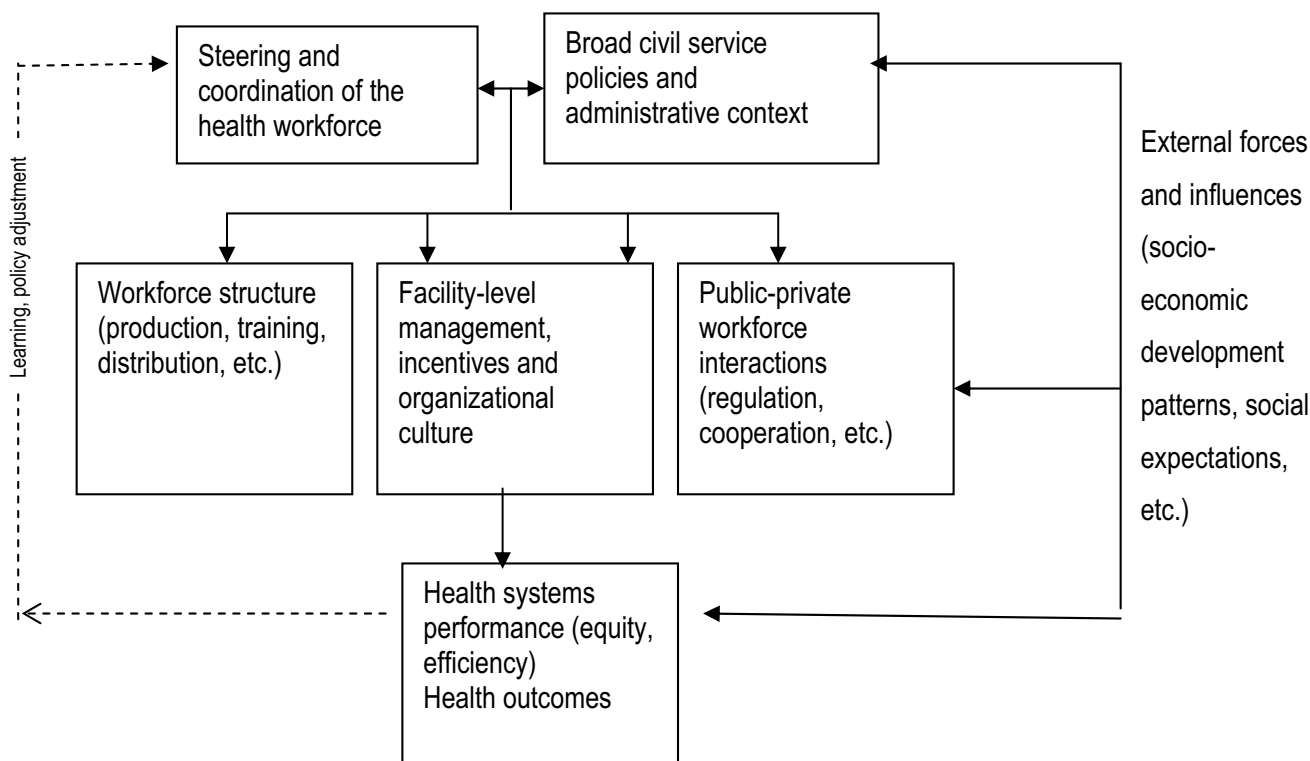 Steering and
coordination of the
health workforce
Broad civil service
policies and
administrative context
External forces
and influences
(socio-
economic
development
patterns, social
expectations,
etc.)
Learning, policy adjustment
Workforce structure
(production, training,
distribution, etc.)
Facility-level
management,
incentives and
organizational
culture
Public-private
workforce
interactions
(regulation,
cooperation, etc.)
Health systems
performance (equity,
efficiency)
Health outcomes